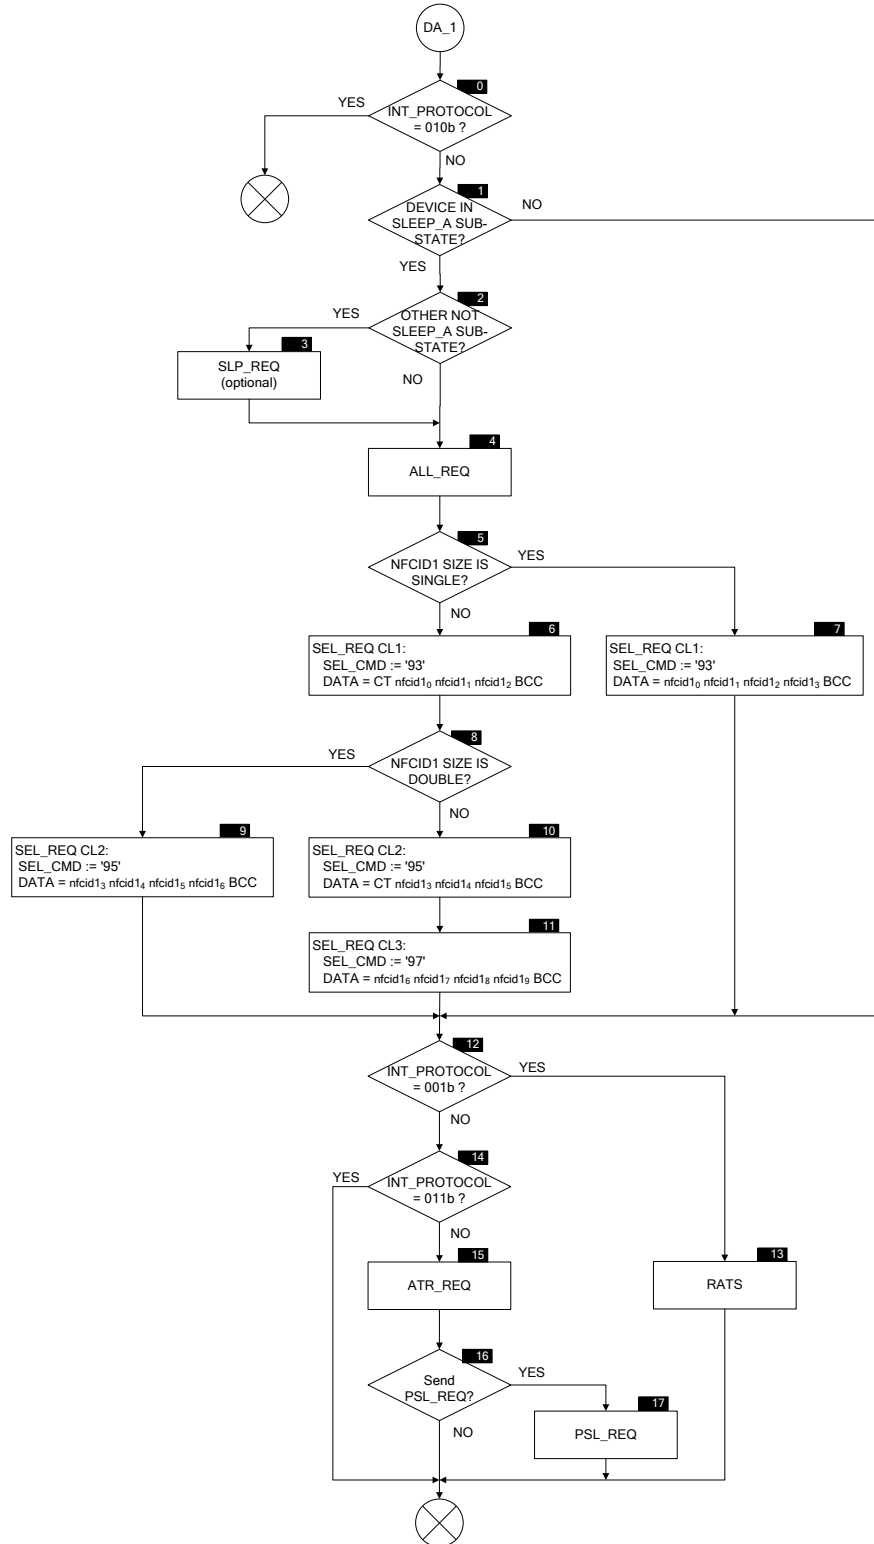 DA_1
0
INT_PROTOCOL
= 010b ?
YES
NO
1
DEVICE IN
SLEEP_A SUB-
STATE?
NO
YES
2
OTHER NOT
SLEEP_A SUB-
STATE?
YES
NO
3
SLP_REQ
(optional)
4
ALL_REQ
5
NFCID1 SIZE IS
SINGLE?
YES
NO
6
SEL_REQ CL1:
SEL_CMD := '93'
DATA = CT nfcid1₀ nfcid1₁ nfcid1₂ BCC
7
SEL_REQ CL1:
SEL_CMD := '93'
DATA = nfcid1₀ nfcid1₁ nfcid1₂ nfcid1₃ BCC
8
NFCID1 SIZE IS
DOUBLE?
YES
NO
9
SEL_REQ CL2:
SEL_CMD := '95'
DATA = nfcid1₃ nfcid1₄ nfcid1₅ nfcid1₆ BCC
10
SEL_REQ CL2:
SEL_CMD := '95'
DATA = CT nfcid1₃ nfcid1₄ nfcid1₅ BCC
11
SEL_REQ CL3:
SEL_CMD := '97'
DATA = nfcid1₆ nfcid1₇ nfcid1₈ nfcid1₉ BCC
12
INT_PROTOCOL
= 001b ?
YES
NO
14
INT_PROTOCOL
= 011b ?
YES
NO
15
ATR_REQ
13
RATS
16
Send
PSL_REQ?
YES
NO
17
PSL_REQ